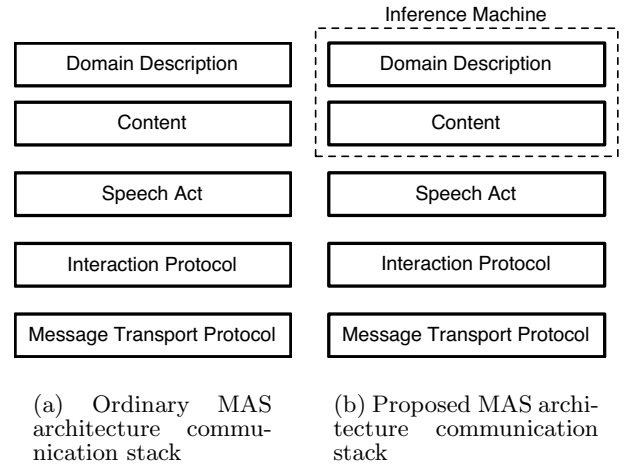 Inference Machine
Domain Description
Content
Speech Act
Interaction Protocol
Message Transport Protocol
(a) Ordinary MAS
architecture commu-
nication stack
Domain Description
Content
Speech Act
Interaction Protocol
Message Transport Protocol
(b) Proposed MAS archi-
tecture communication
stack